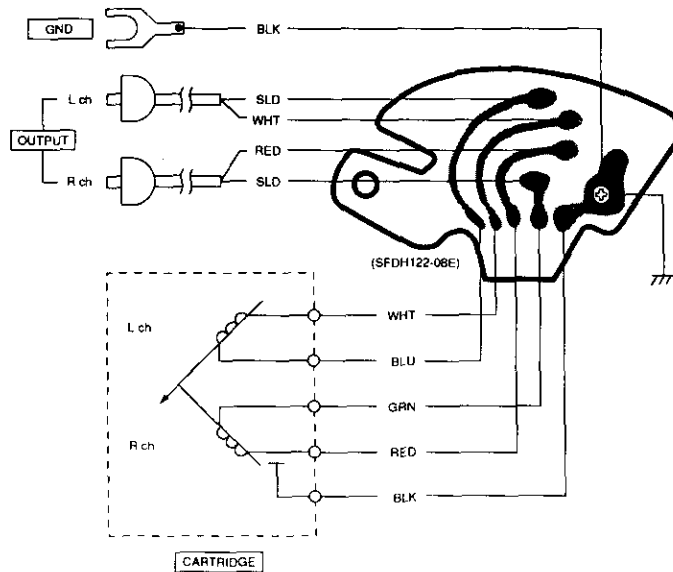 GND
BLK
L ch
SLD
WHT
OUTPUT
RED
R ch
SLD
(SFDH122-08E)
L ch
WHT
BLU
GRN
R ch
RED
BLK
CARTRIDGE